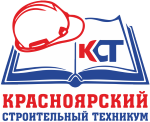 КСТ
КРАСНОЯРСКИЙ
СТРОИТЕЛЬНЫЙ ТЕХНИКУМ